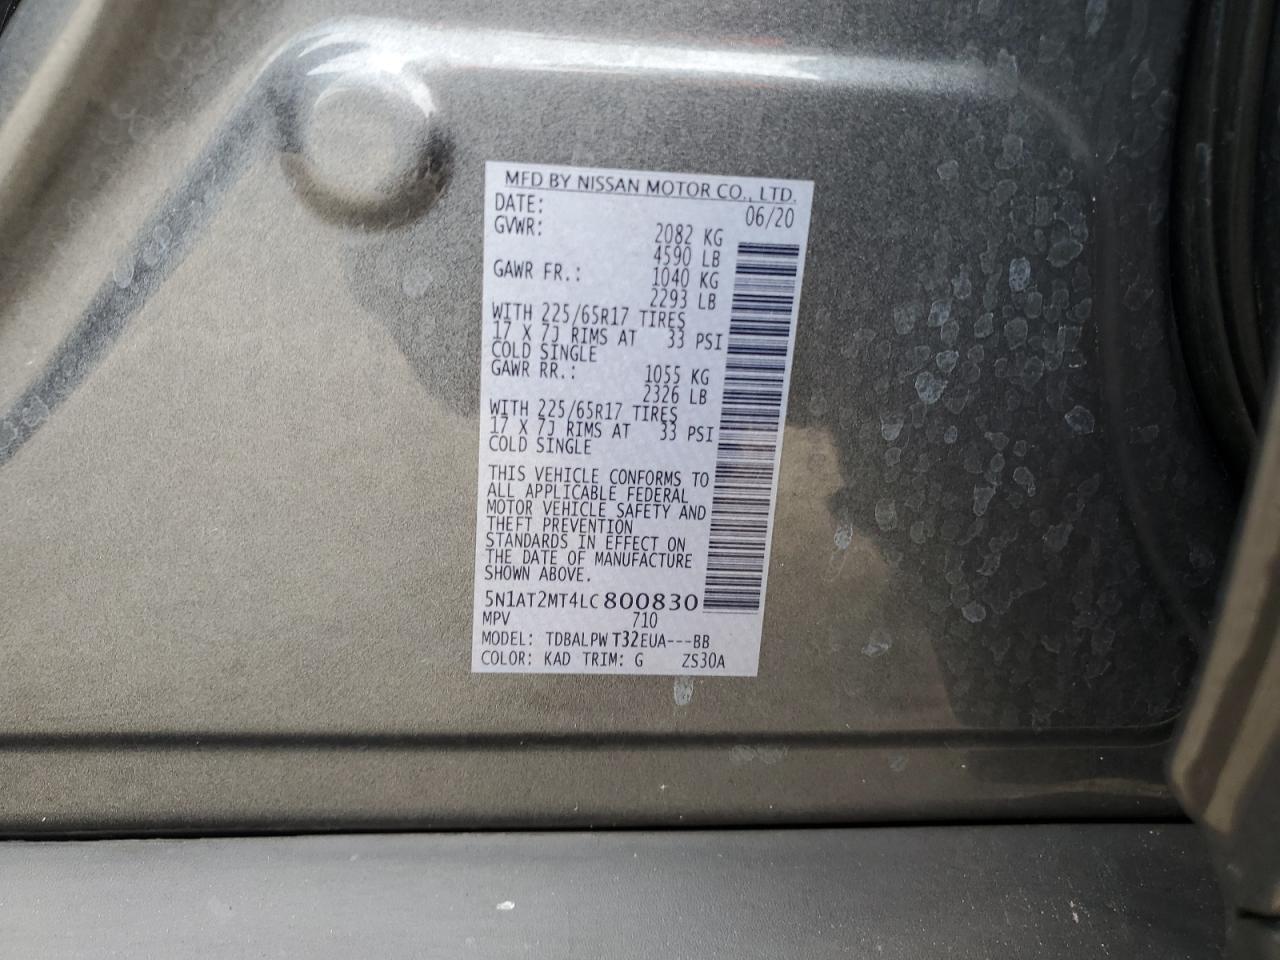 MFD BY NISSAN MOTOR CO., LTD.
DATE: 06/20
GVWR: 2082 KG
4590 LB
GAWR FR.: 1040 KG
2293 LB
WITH 225/65R17 TIRES
17 X 7J RIMS AT 33 PSI
COLD SINGLE
GAWR RR.: 1055 KG
2326 LB
WITH 225/65R17 TIRES
17 X 7J RIMS AT 33 PSI
COLD SINGLE
THIS VEHICLE CONFORMS TO
ALL APPLICABLE FEDERAL
MOTOR VEHICLE SAFETY AND
THEFT PREVENTION
STANDARDS IN EFFECT ON
THE DATE OF MANUFACTURE
SHOWN ABOVE.
5N1AT2MT4LC800830
MPV 710
MODEL: TDBALPW T32EUA---BB
COLOR: KAD TRIM: G ZS30A